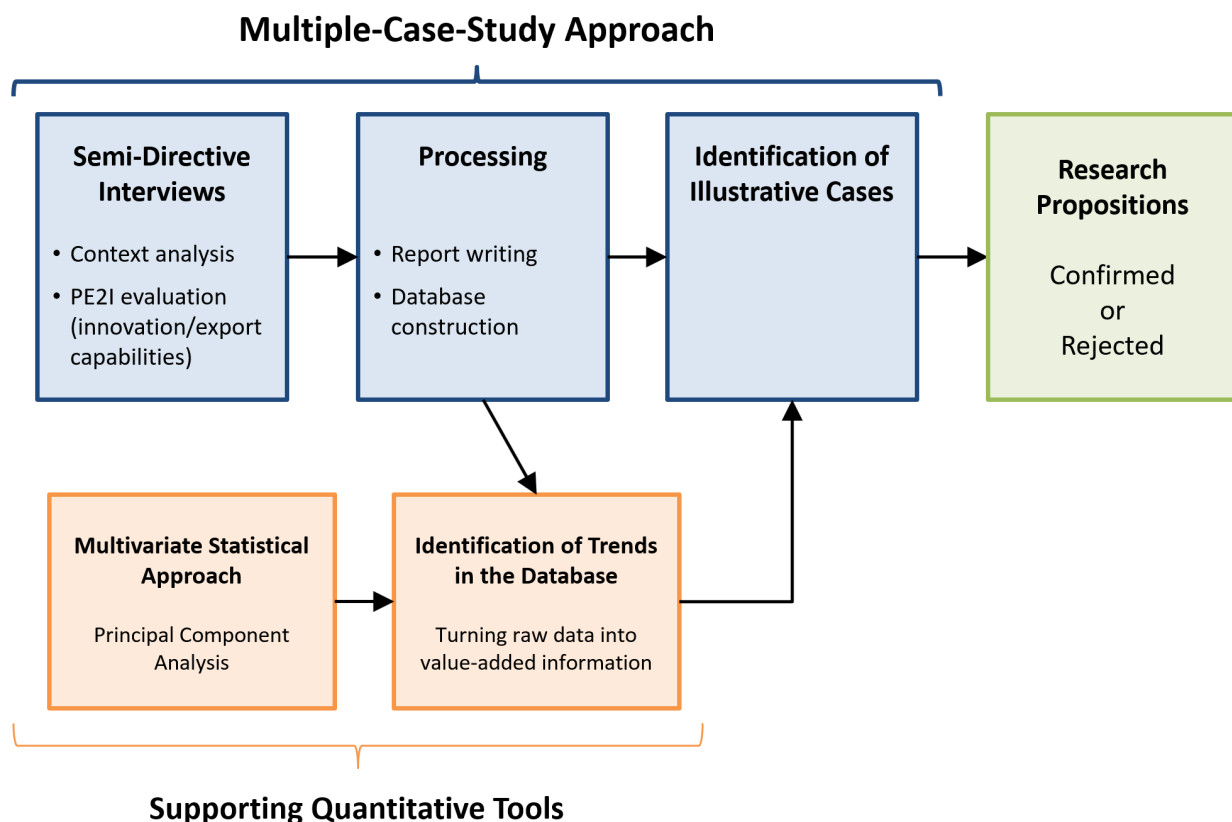 Multiple-Case-Study Approach
Semi-Directive
Interviews
• Context analysis
• PE2I evaluation
(innovation/export
capabilities)
Processing
• Report writing
• Database
construction
Identification of
Illustrative Cases
Research
Propositions
Confirmed
or
Rejected
Multivariate Statistical
Approach
Principal Component
Analysis
Identification of Trends
in the Database
Turning raw data into
value-added information
Supporting Quantitative Tools